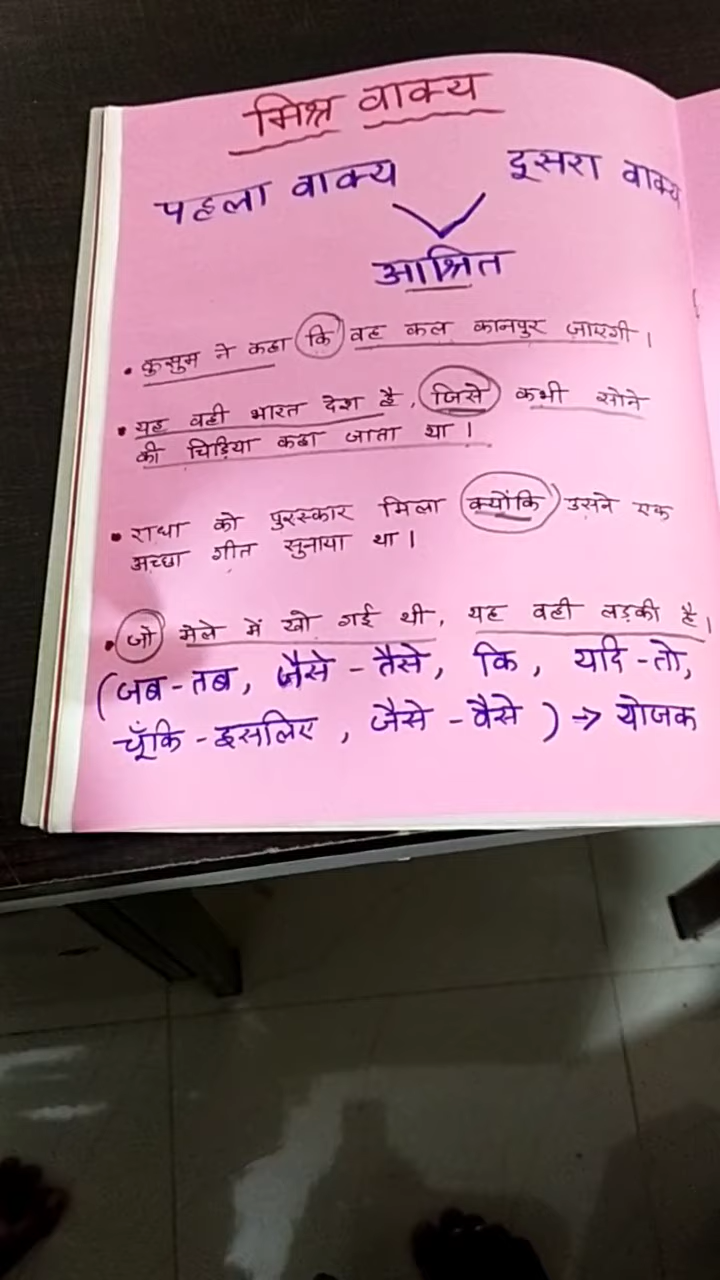 मिश्र वाक्य
पहला वाक्य दूसरा वाक्य
आश्रित
• कुसुम ने कहा कि वह कल कानपुर जाएगी।
• यह वही भारत देश है, जिसे कभी सोने
की चिड़िया कहा जाता था।
• राधा को पुरस्कार मिला क्योंकि उसने एक
अच्छा गीत सुनाया था।
• जो मेले में खो गई थी, यह वही लड़की है।
(जब-तब, जैसे-तैसे, कि, यदि-तो,
चूँकि-इसलिए, जैसे-वैसे) → योजक